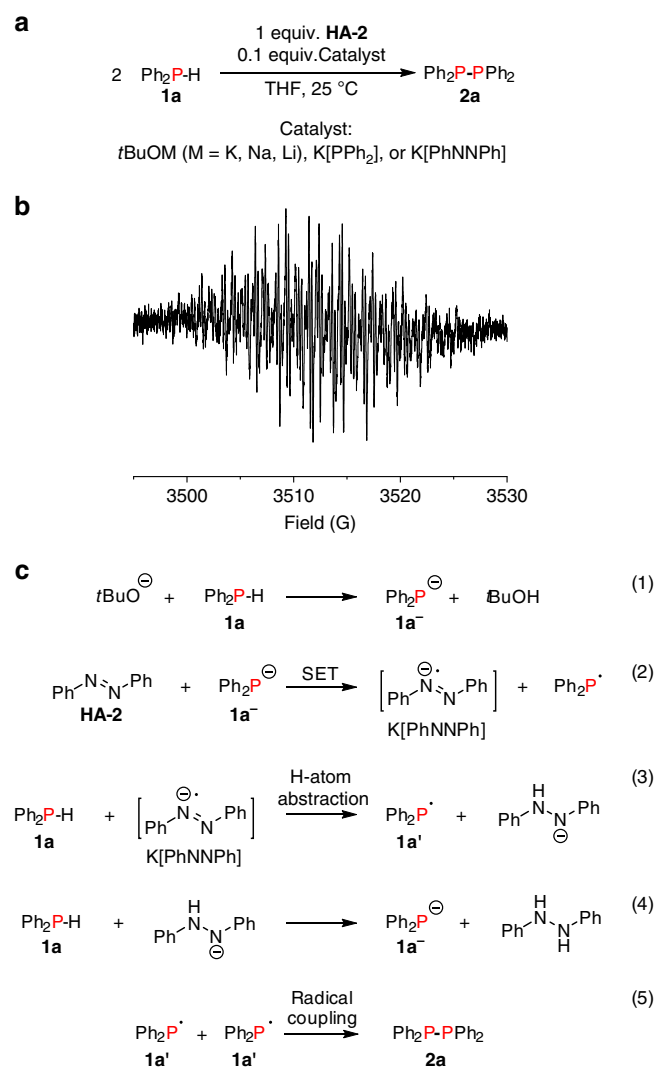 a
1 equiv. HA-2
0.1 equiv.Catalyst
2 Ph₂P-H Ph₂P-PPh₂
THF, 25 °C
1a 2a
Catalyst:
tBuOM (M = K, Na, Li), K[PPh₂], or K[PhNNPh]
b
3500 3510 3520 3530
Field (G)
c
tBuO⊖ + Ph₂P-H Ph₂P⊖ + tBuOH (1)
1a 1a⁻
Ph N=N Ph + Ph₂P⊖ SET [Ph N⊖·=N Ph] + Ph₂P· (2)
HA-2 1a⁻ K[PhNNPh]
H-atom
abstraction
Ph₂P-H + [Ph N⊖·=N Ph] Ph₂P· + Ph N H N⊖ Ph (3)
1a K[PhNNPh] 1a'
Ph₂P-H + Ph N H N⊖ Ph Ph₂P⊖ + Ph N H N H Ph (4)
1a 1a⁻
Radical
coupling
Ph₂P· + Ph₂P· Ph₂P-PPh₂ (5)
1a' 1a' 2a